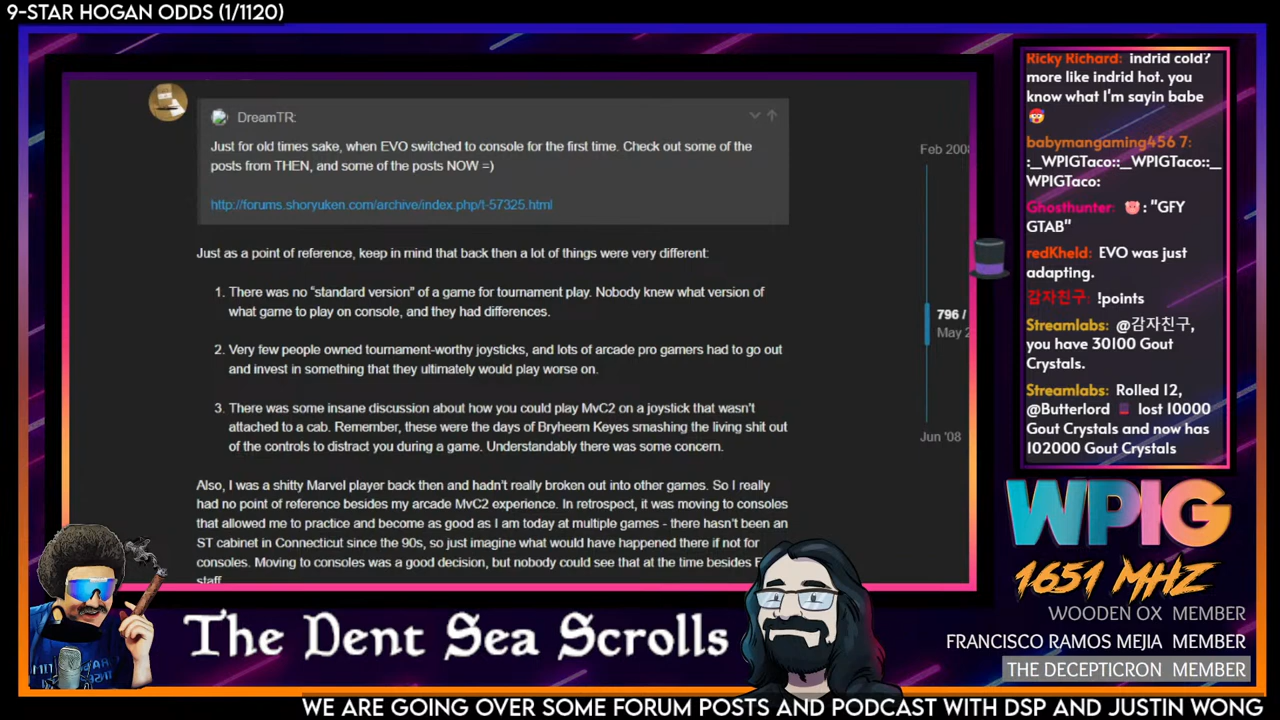 9-STAR HOGAN ODDS (1/1120)
DreamTR:
Just for old times sake, when EVO switched to console for the first time. Check out some of the
posts from THEN, and some of the posts NOW =)
http://forums.shoryuken.com/archive/index.php/t-57325.html
Just as a point of reference, keep in mind that back then a lot of things were very different:
1. There was no “standard version” of a game for tournament play. Nobody knew what version of
what game to play on console, and they had differences.
2. Very few people owned tournament-worthy joysticks, and lots of arcade pro gamers had to go out
and invest in something that they ultimately would play worse on.
3. There was some insane discussion about how you could play MvC2 on a joystick that wasn't
attached to a cab. Remember, these were the days of Bryheem Keyes smashing the living shit out
of the controls to distract you during a game. Understandably there was some concern.
Also, I was a shitty Marvel player back then and hadn't really broken out into other games. So I really
had no point of reference besides my arcade MvC2 experience. In retrospect, it was moving to consoles
that allowed me to practice and become as good as I am today at multiple games - there hasn't been an
ST cabinet in Connecticut since the 90s, so just imagine what would have happened there if not for
consoles. Moving to consoles was a good decision, but nobody could see that at the time besides
staff
Feb 2008
796 /
May 2
Jun '08
Ricky Richard: indrid cold?
more like indrid hot. you
know what I'm sayin babe
babymangaming456 7:
:_WPIGTaco::_WPIGTaco::_
WPIGTaco:
Ghosthunter: : "GFY
GTAB"
redKheld: EVO was just
adapting.
감자친구: !points
Streamlabs: @감자친구,
you have 30100 Gout
Crystals.
Streamlabs: Rolled 12,
@Butterlord lost 10000
Gout Crystals and now has
102000 Gout Crystals
WPIG
1651 MHZ
WOODEN OX MEMBER
FRANCISCO RAMOS MEJIA MEMBER
THE DECEPTICRON MEMBER
The Dent Sea Scrolls
WE ARE GOING OVER SOME FORUM POSTS AND PODCAST WITH DSP AND JUSTIN WONG